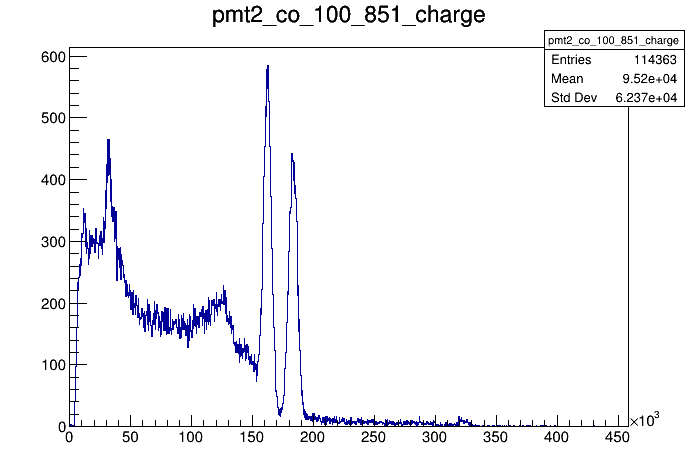 pmt2_co_100_851_charge
pmt2_co_100_851_charge
Entries 114363
Mean 9.52e+04
Std Dev 6.237e+04
600
500
400
300
200
100
0
0 50 100 150 200 250 300 350 400 450
×10³